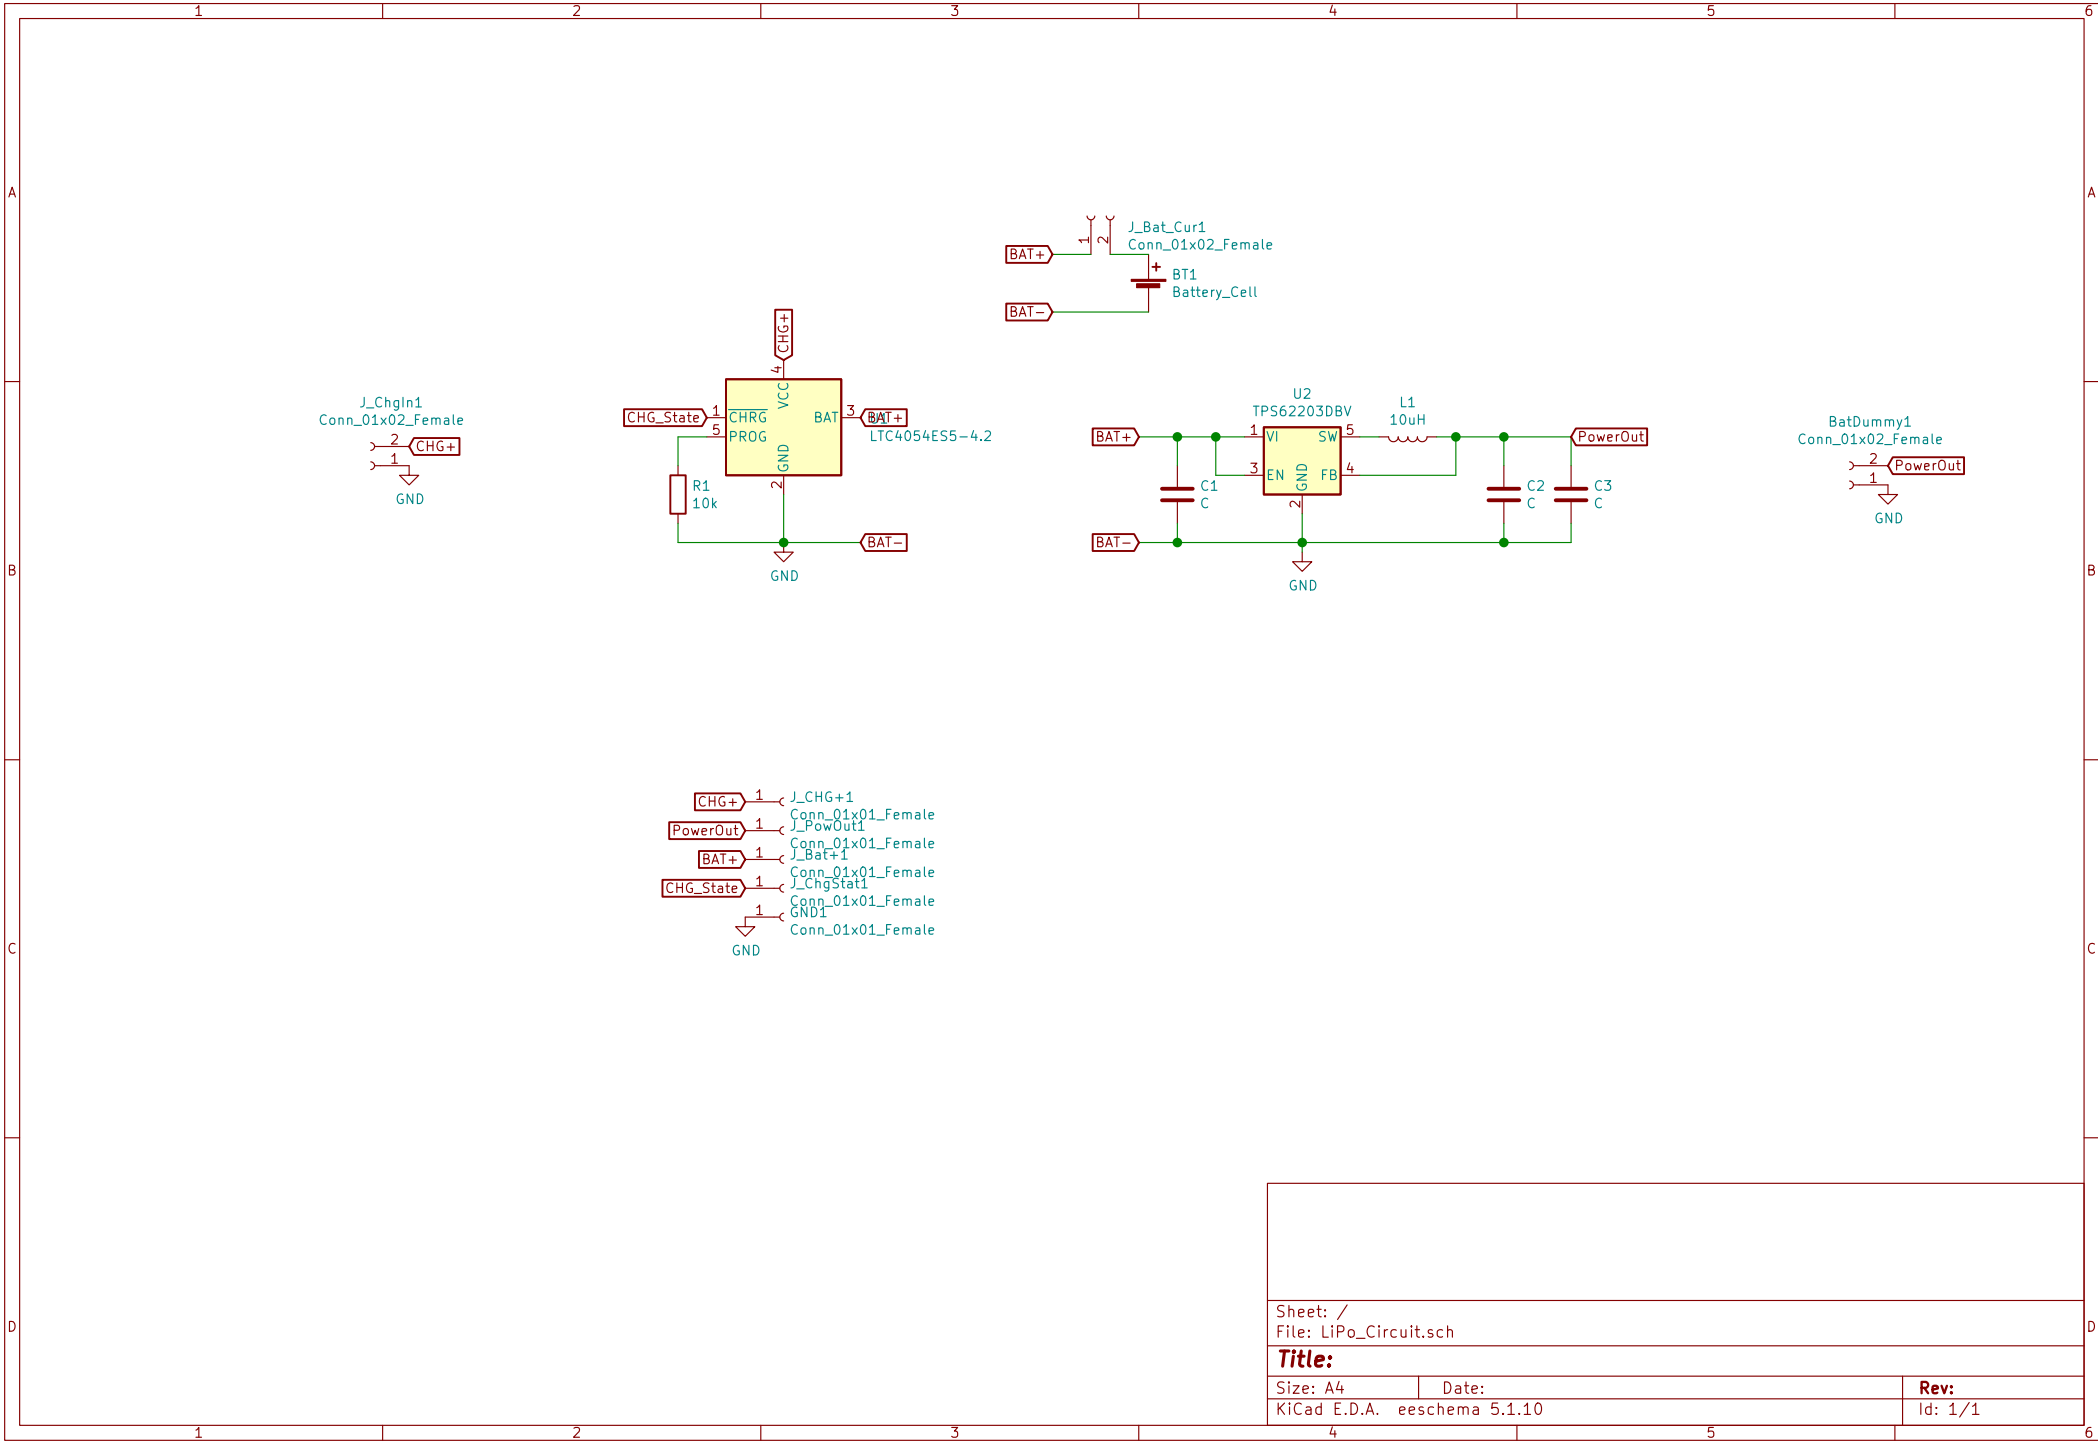 1 2 3 4 5 6
A A
J_Bat_Cur1
Conn_01x02_Female
1 2
BAT+
+
BT1
Battery_Cell
BAT-
CHG+
4
VCC
CHG_State 1 CHRG BAT 3 BAT+
U1
5 PROG LTC4054ES5-4.2
GND
2
R1
10k
BAT-
GND
J_ChgIn1
Conn_01x02_Female
2 CHG+
1
GND
U2
TPS62203DBV
L1
10uH
BAT+ 1 VI SW 5 PowerOut
3 EN GND FB 4
2
C1
C
C2
C
C3
C
BAT-
GND
BatDummy1
Conn_01x02_Female
2 PowerOut
1
GND
B B
CHG+ 1 J_CHG+1
Conn_01x01_Female
PowerOut 1 J_PowOut1
Conn_01x01_Female
BAT+ 1 J_Bat+1
Conn_01x01_Female
CHG_State 1 J_ChgStat1
Conn_01x01_Female
1 GND1
Conn_01x01_Female
GND
C C
Sheet: /
File: LiPo_Circuit.sch
D D
Title:
Size: A4 Date: Rev:
KiCad E.D.A. eeschema 5.1.10 Id: 1/1
1 2 3 4 5 6